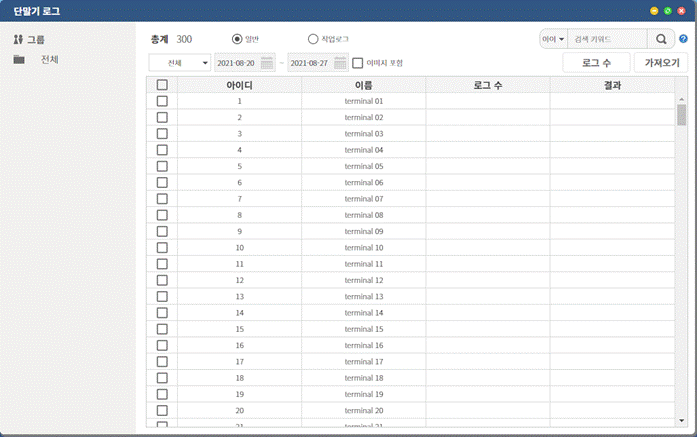 단말기 로그
그룹
전체
총계 300 일반 작업로그
아이 검색 키워드
전체 2021-08-20 ~ 2021-08-27 이미지 포함 로그 수 가져오기
아이디 이름 로그 수 결과
1 terminal 01
2 terminal 02
3 terminal 03
4 terminal 04
5 terminal 05
6 terminal 06
7 terminal 07
8 terminal 08
9 terminal 09
10 terminal 10
11 terminal 11
12 terminal 12
13 terminal 13
14 terminal 14
15 terminal 15
16 terminal 16
17 terminal 17
18 terminal 18
19 terminal 19
20 terminal 20
21 terminal 21